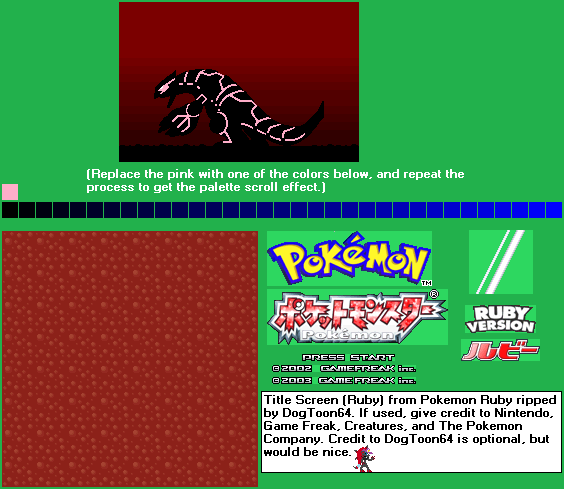 (Replace the pink with one of the colors below, and repeat the
process to get the palette scroll effect.)
POKéMON
TM
ポケットモンスター®
Pokémon
RUBY
VERSION
ルビー
PRESS START
©2002 GAMEFREAK inc.
©2003 GAMEFREAK inc.
Title Screen (Ruby) from Pokemon Ruby ripped
by DogToon64. If used, give credit to Nintendo,
Game Freak, Creatures, and The Pokemon
Company. Credit to DogToon64 is optional, but
would be nice.